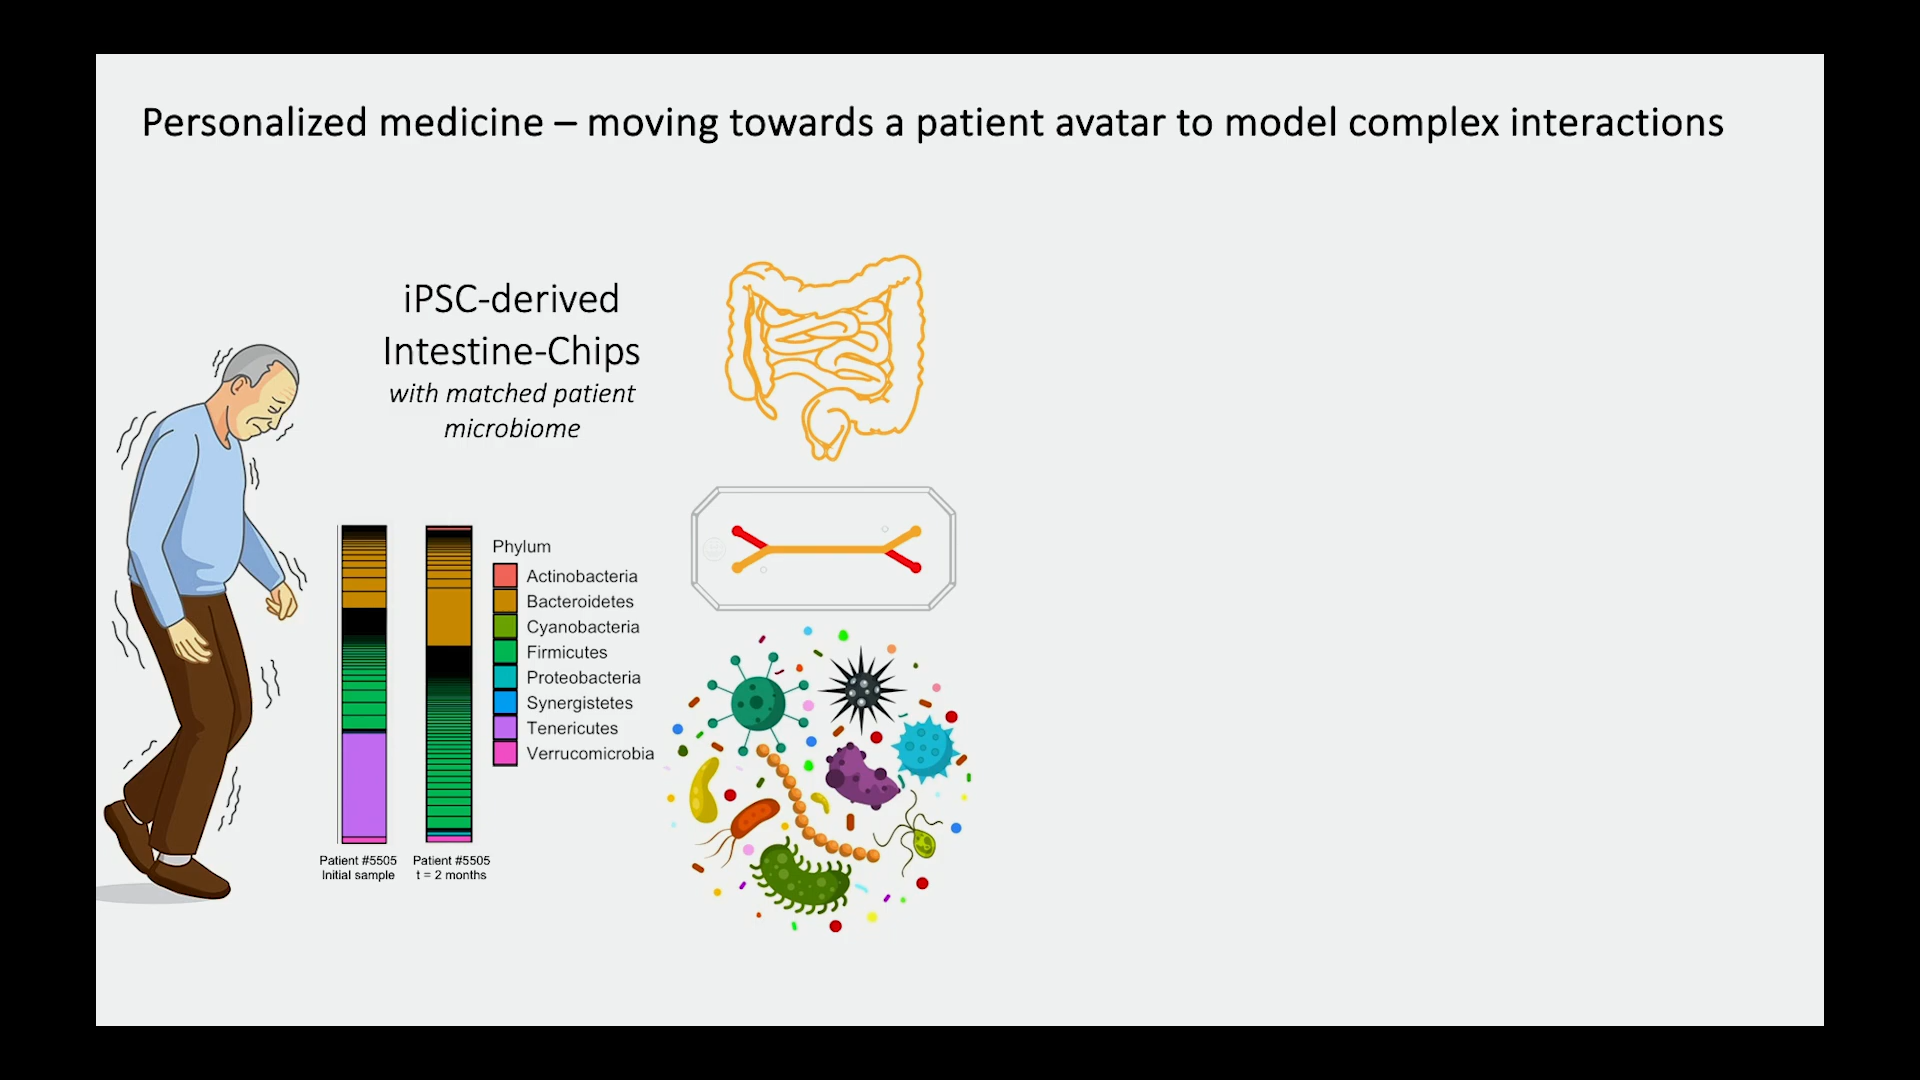 Personalized medicine – moving towards a patient avatar to model complex interactions
iPSC-derived
Intestine-Chips
with matched patient
microbiome
Phylum
Actinobacteria
Bacteroidetes
Cyanobacteria
Firmicutes
Proteobacteria
Synergistetes
Tenericutes
Verrucomicrobia
Patient #5505
Initial sample
Patient #5505
t = 2 months